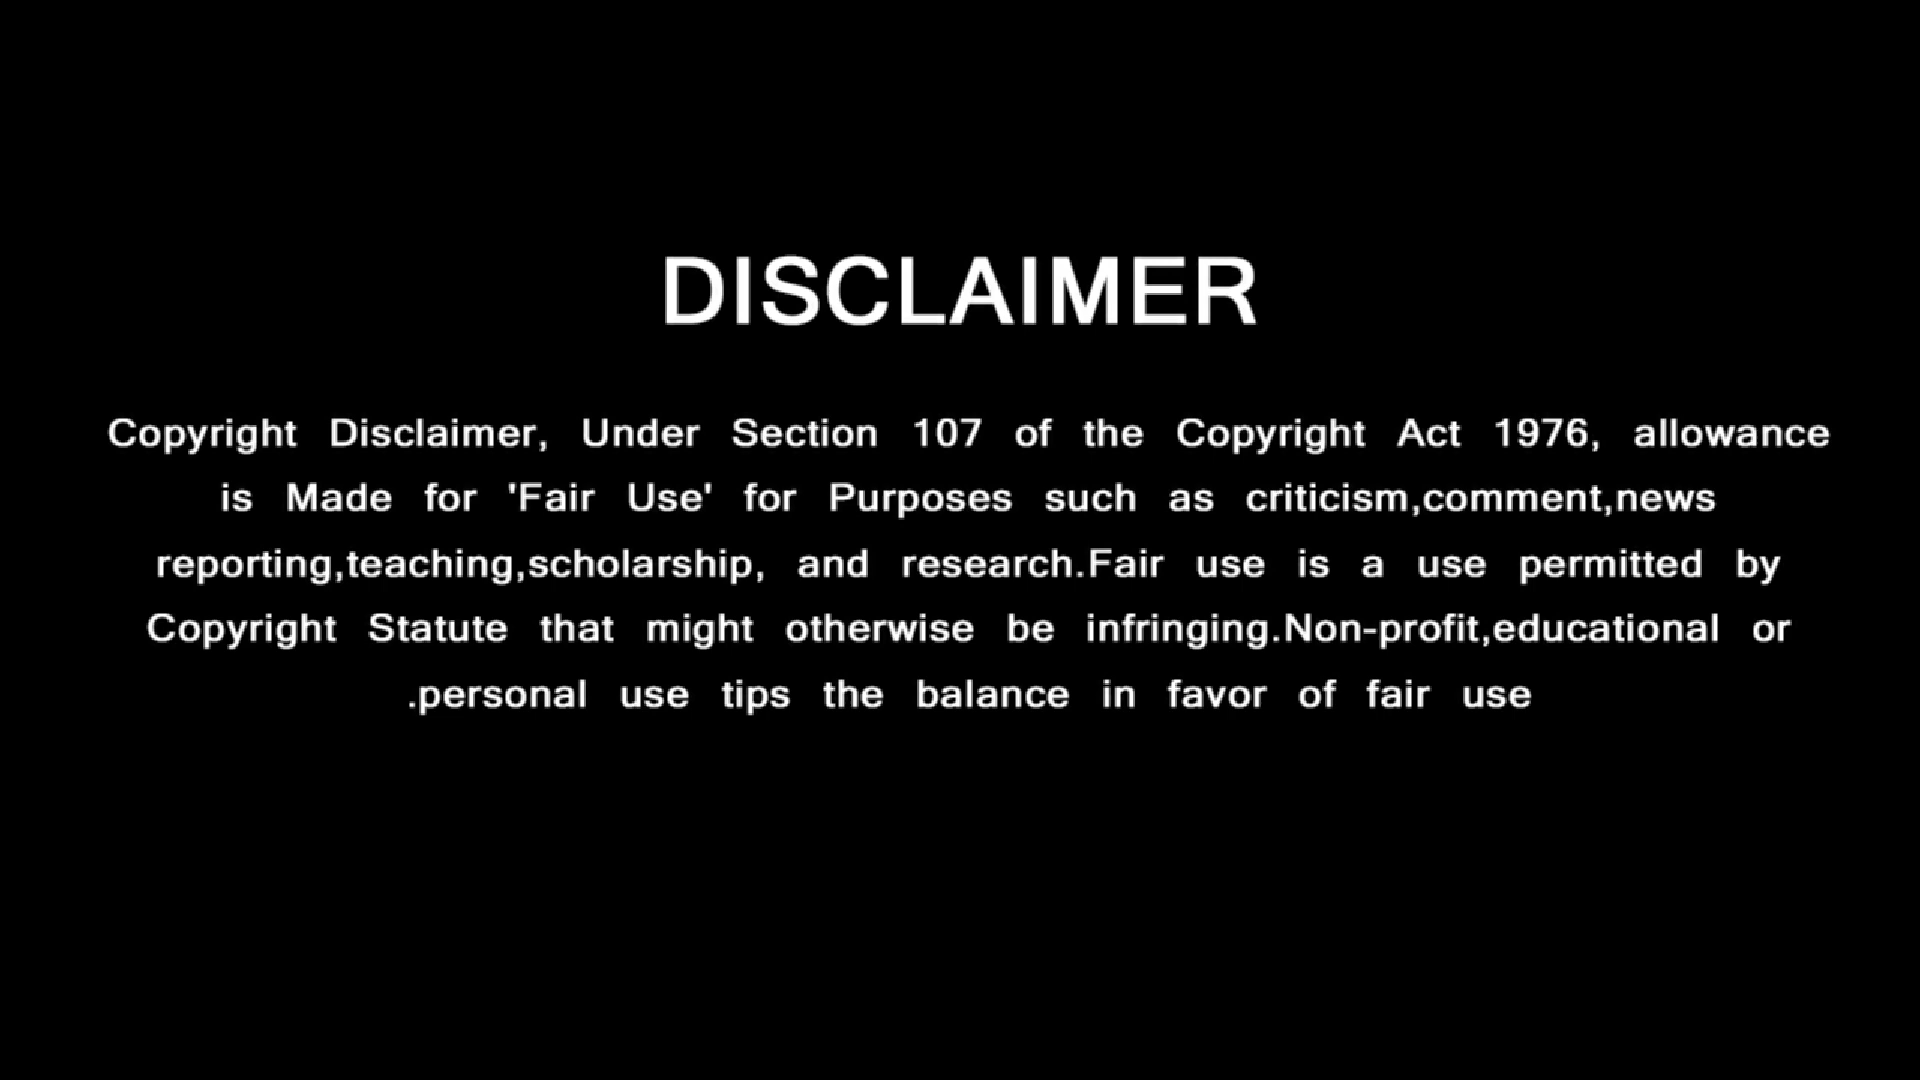 DISCLAIMER
Copyright Disclaimer, Under Section 107 of the Copyright Act 1976, allowance
is Made for 'Fair Use' for Purposes such as criticism,comment,news
reporting,teaching,scholarship, and research.Fair use is a use permitted by
Copyright Statute that might otherwise be infringing.Non-profit,educational or
.personal use tips the balance in favor of fair use